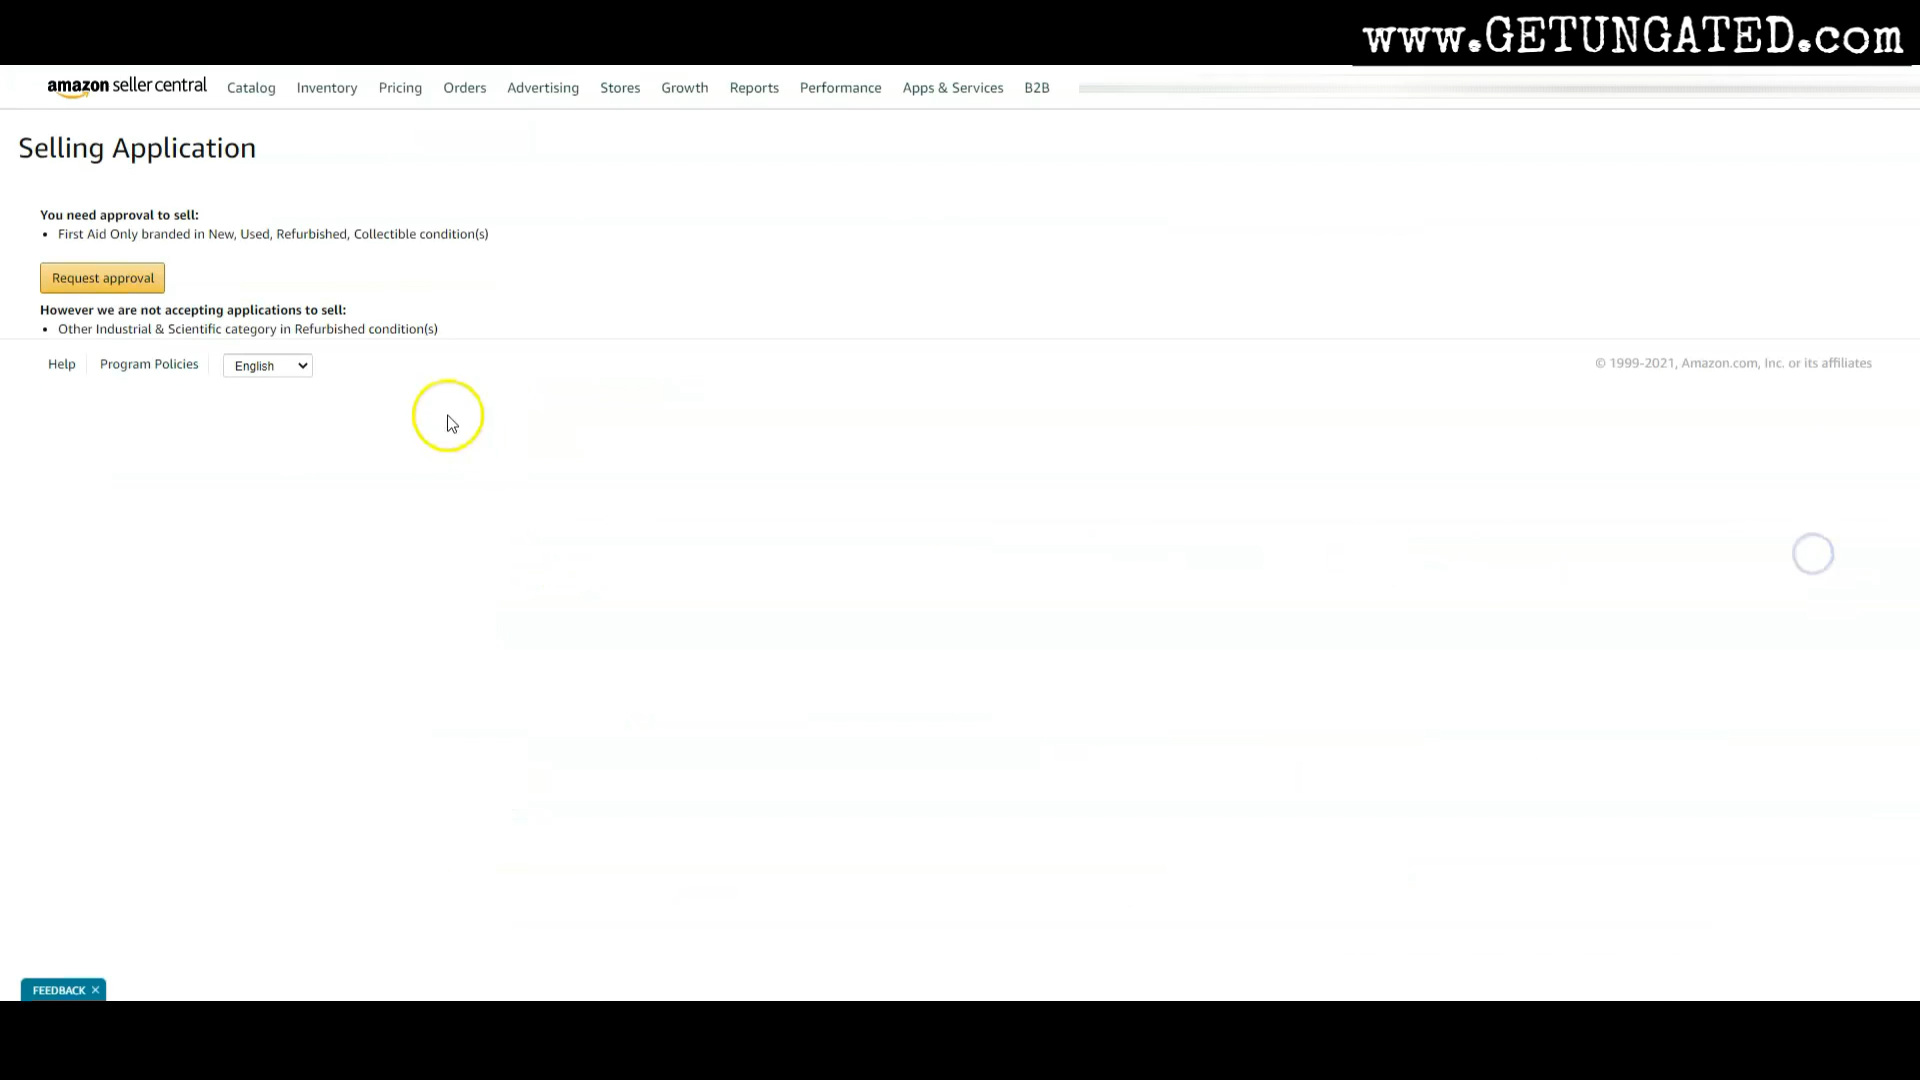 www.GETUNGATED.com
amazon seller central Catalog Inventory Pricing Orders Advertising Stores Growth Reports Performance Apps & Services B2B
Selling Application
You need approval to sell:
• First Aid Only branded in New, Used, Refurbished, Collectible condition(s)
Request approval
However we are not accepting applications to sell:
• Other Industrial & Scientific category in Refurbished condition(s)
Help Program Policies English © 1999-2021, Amazon.com, Inc. or its affiliates
FEEDBACK ×